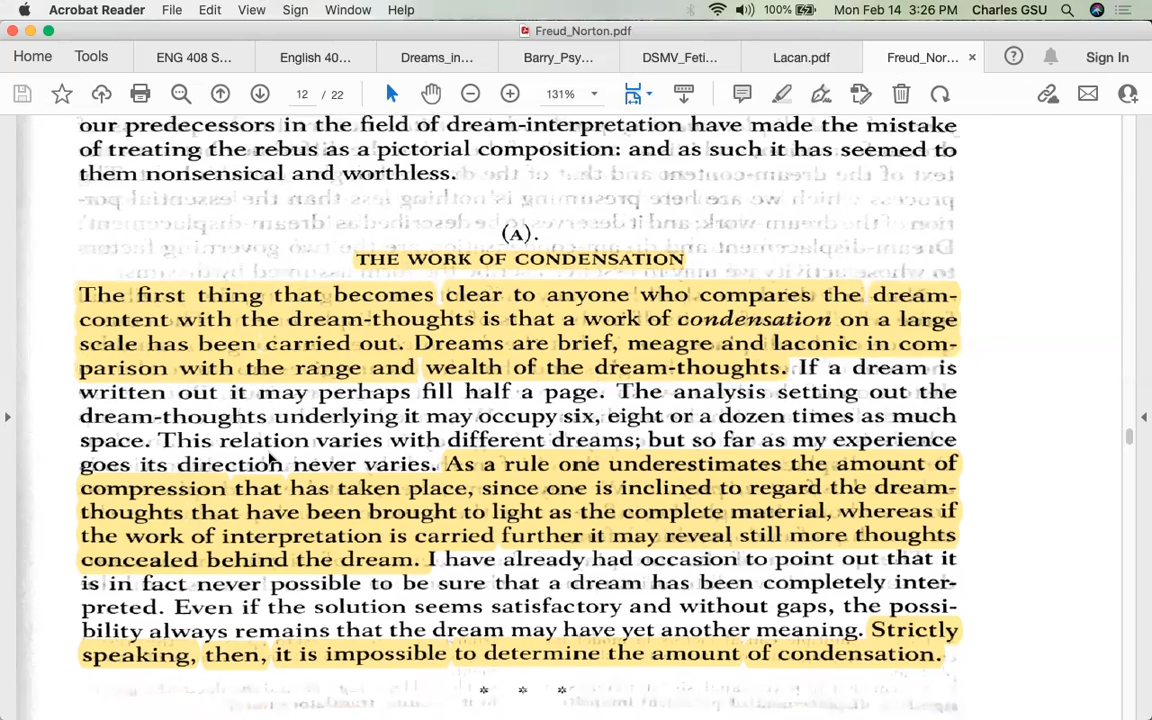 Acrobat Reader File Edit View Sign Window Help 100% Mon Feb 14 3:26 PM Charles GSU
Freud_Norton.pdf
Home Tools ENG 408 S... English 40... Dreams_in... Barry_Psy... DSMV_Feti... Lacan.pdf Freud_Nor... × ? Sign In
12 / 22 131%
our predecessors in the field of dream-interpretation have made the mistake
of treating the rebus as a pictorial composition: and as such it has seemed to
them nonsensical and worthless.
(A).
THE WORK OF CONDENSATION
The first thing that becomes clear to anyone who compares the dream-
content with the dream-thoughts is that a work of condensation on a large
scale has been carried out. Dreams are brief, meagre and laconic in com-
parison with the range and wealth of the dream-thoughts. If a dream is
written out it may perhaps fill half a page. The analysis setting out the
dream-thoughts underlying it may occupy six, eight or a dozen times as much
space. This relation varies with different dreams; but so far as my experience
goes its direction never varies. As a rule one underestimates the amount of
compression that has taken place, since one is inclined to regard the dream-
thoughts that have been brought to light as the complete material, whereas if
the work of interpretation is carried further it may reveal still more thoughts
concealed behind the dream. I have already had occasion to point out that it
is in fact never possible to be sure that a dream has been completely inter-
preted. Even if the solution seems satisfactory and without gaps, the possi-
bility always remains that the dream may have yet another meaning. Strictly
speaking, then, it is impossible to determine the amount of condensation.
* * *